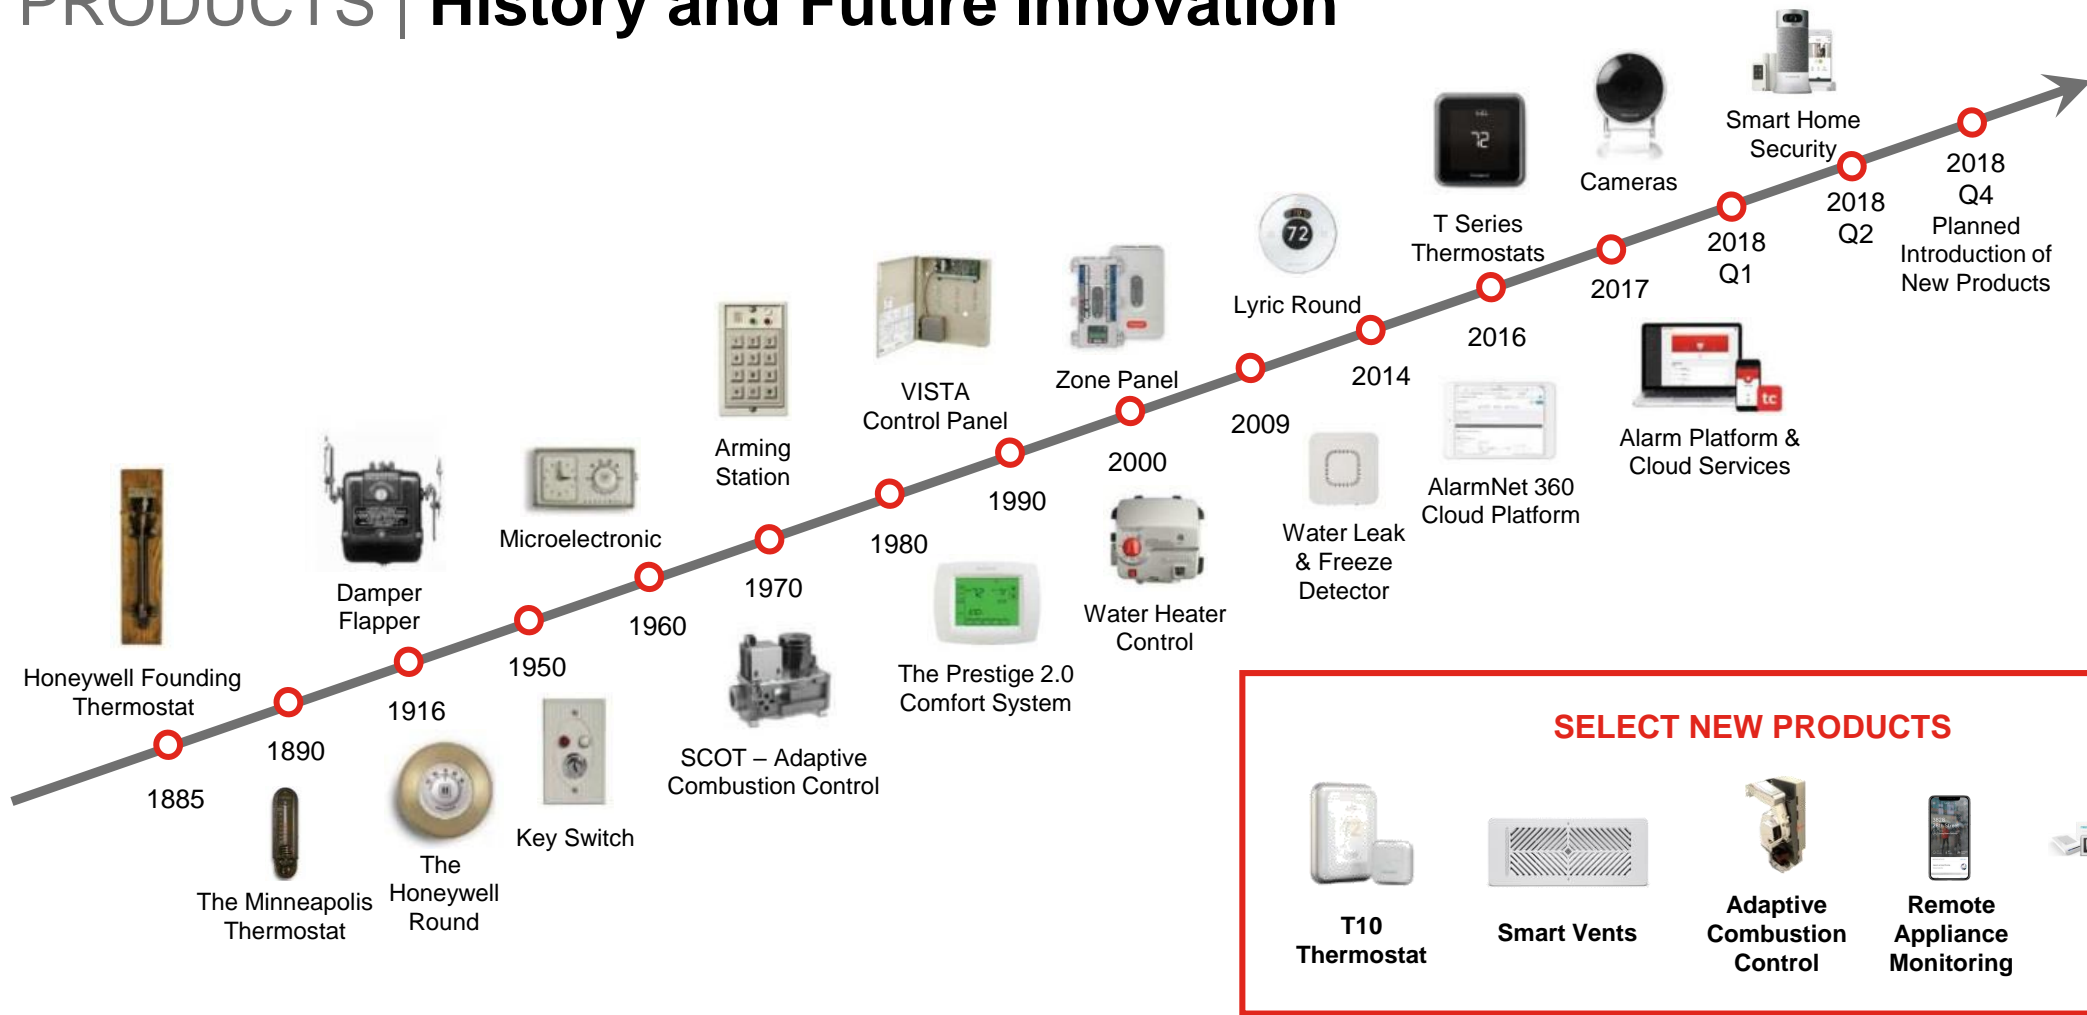 PRODUCTS | History and Future Innovation
Smart Home
Security
Cameras
T Series
Thermostats
72
Lyric Round
72
Zone Panel
VISTA
Control Panel
Arming
Station
Microelectronic
Damper
Flapper
Honeywell Founding
Thermostat
1885
1890
1916
1950
1960
1970
1980
1990
2000
2009
2014
2016
2017
2018
Q1
2018
Q2
2018
Q4
Planned
Introduction of
New Products
The Minneapolis
Thermostat
The
Honeywell
Round
Key Switch
SCOT – Adaptive
Combustion Control
The Prestige 2.0
Comfort System
Water Heater
Control
Water Leak
& Freeze
Detector
AlarmNet 360
Cloud Platform
tc
Alarm Platform &
Cloud Services
SELECT NEW PRODUCTS
T10
Thermostat
Smart Vents
Adaptive
Combustion
Control
Remote
Appliance
Monitoring